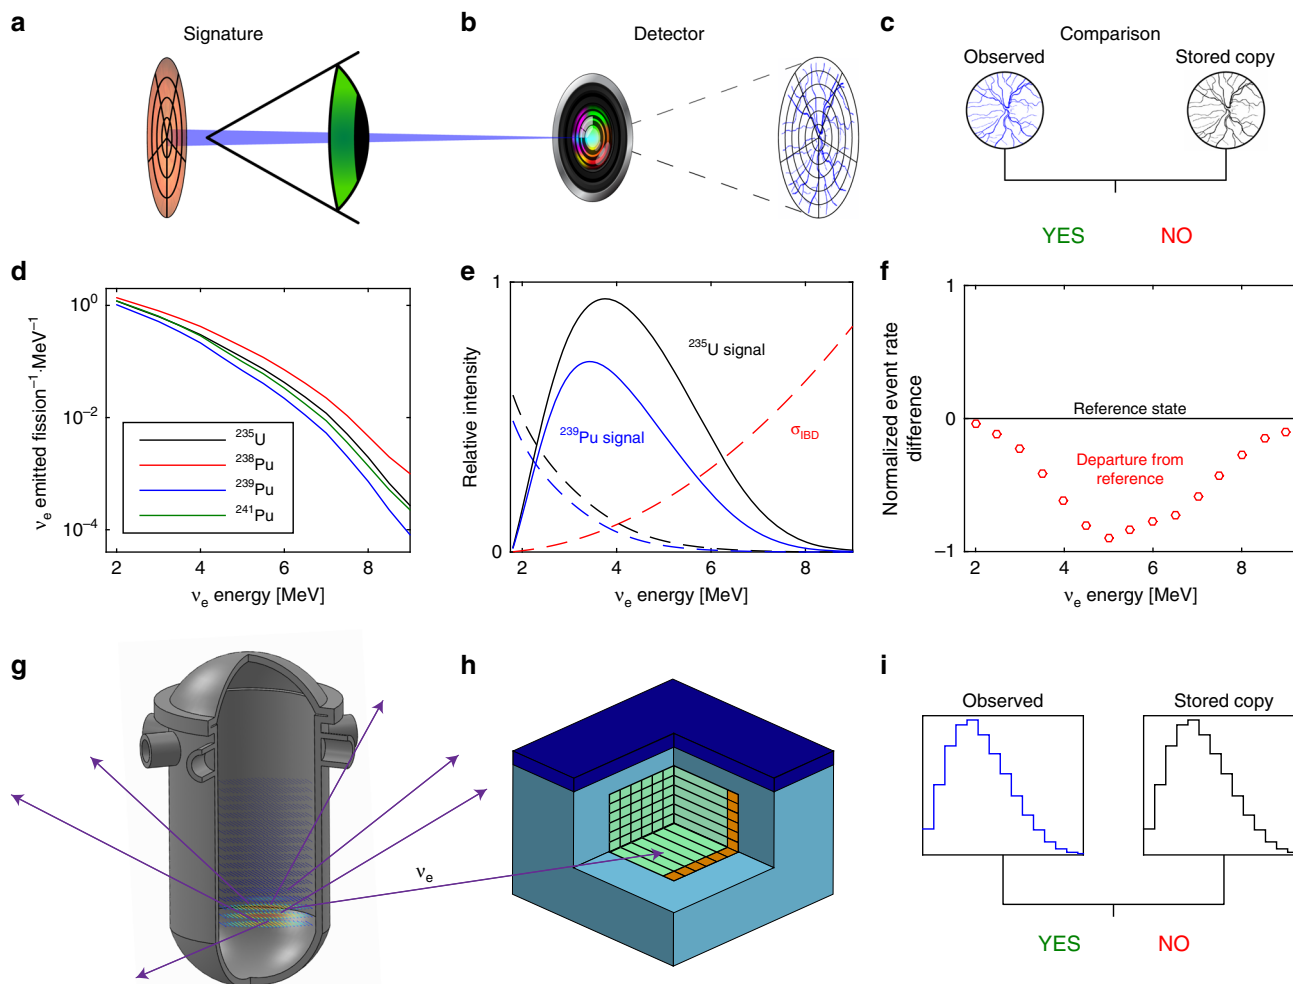 a
Signature
b
Detector
c
Comparison
Observed
Stored copy
YES
NO
d
νe emitted fission⁻¹·MeV⁻¹
10⁰
10⁻²
10⁻⁴
²³⁵U
²³⁸Pu
²³⁹Pu
²⁴¹Pu
2
4
6
8
νe energy [MeV]
e
Relative intensity
1
0
²³⁵U signal
²³⁹Pu signal
σIBD
2
4
6
8
νe energy [MeV]
f
Normalized event rate
difference
1
0
−1
Reference state
Departure from
reference
2
4
6
8
νe energy [MeV]
g
νe
h
i
Observed
Stored copy
YES
NO